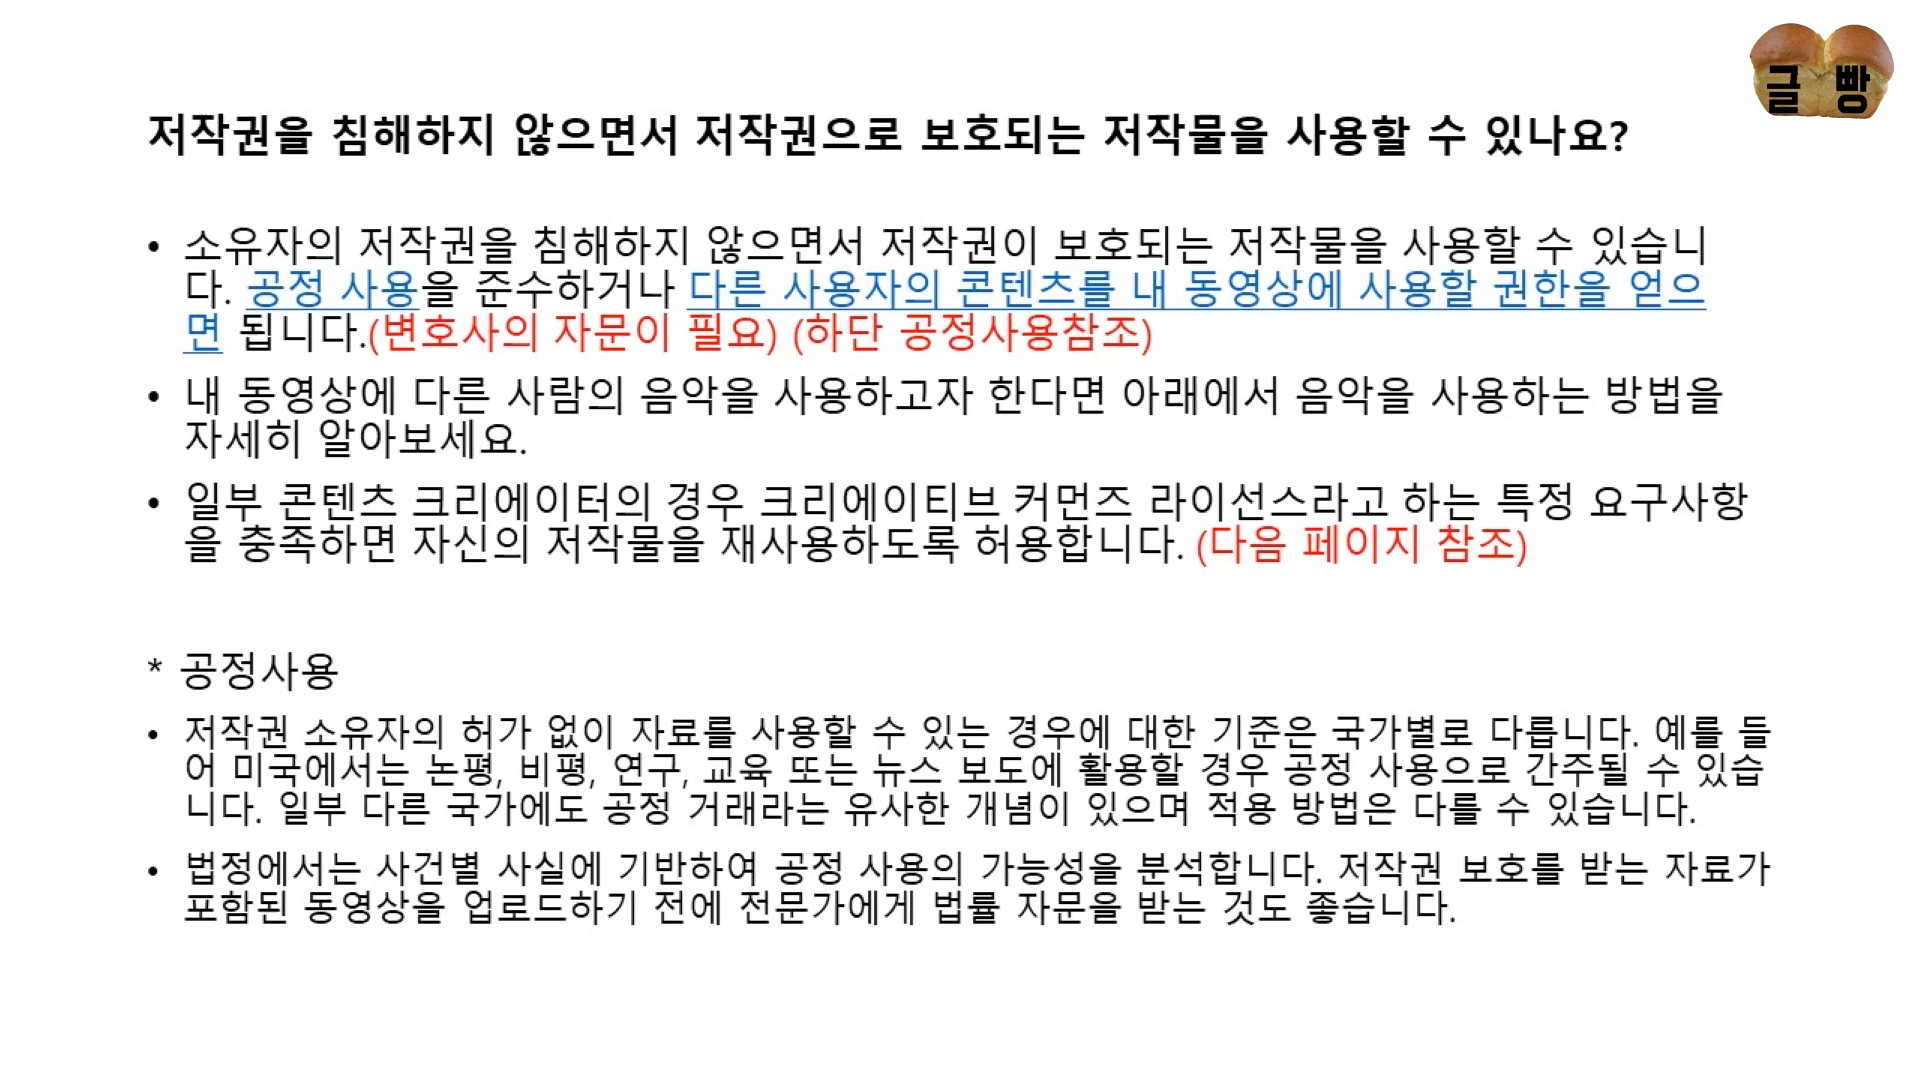 글 빵
저작권을 침해하지 않으면서 저작권으로 보호되는 저작물을 사용할 수 있나요?
• 소유자의 저작권을 침해하지 않으면서 저작권이 보호되는 저작물을 사용할 수 있습니
다. 공정 사용을 준수하거나 다른 사용자의 콘텐츠를 내 동영상에 사용할 권한을 얻으
면 됩니다.(변호사의 자문이 필요) (하단 공정사용참조)
• 내 동영상에 다른 사람의 음악을 사용하고자 한다면 아래에서 음악을 사용하는 방법을
자세히 알아보세요.
• 일부 콘텐츠 크리에이터의 경우 크리에이티브 커먼즈 라이선스라고 하는 특정 요구사항
을 충족하면 자신의 저작물을 재사용하도록 허용합니다. (다음 페이지 참조)
* 공정사용
• 저작권 소유자의 허가 없이 자료를 사용할 수 있는 경우에 대한 기준은 국가별로 다릅니다. 예를 들
어 미국에서는 논평, 비평, 연구, 교육 또는 뉴스 보도에 활용할 경우 공정 사용으로 간주될 수 있습
니다. 일부 다른 국가에도 공정 거래라는 유사한 개념이 있으며 적용 방법은 다를 수 있습니다.
• 법정에서는 사건별 사실에 기반하여 공정 사용의 가능성을 분석합니다. 저작권 보호를 받는 자료가
포함된 동영상을 업로드하기 전에 전문가에게 법률 자문을 받는 것도 좋습니다.